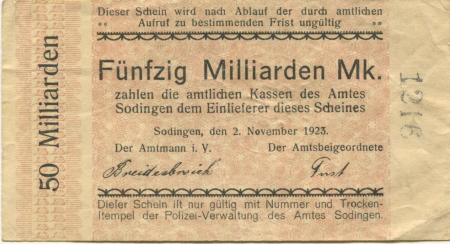 Dieser Schein wird nach Ablauf der durch amtlichen
Aufruf zu bestimmenden Frist ungültig
50 Milliarden
Fünfzig Milliarden Mk.
zahlen die amtlichen Kassen des Amtes
Sodingen dem Einlieferer dieses Scheines
Sodingen, den 2. November 1923.
Der Amtmann i. V. Der Amtsbeigeordnete
Dieser Schein ist nur gültig mit Nummer und Trocken-
stempel der Polizei-Verwaltung des Amtes Sodingen.
1216